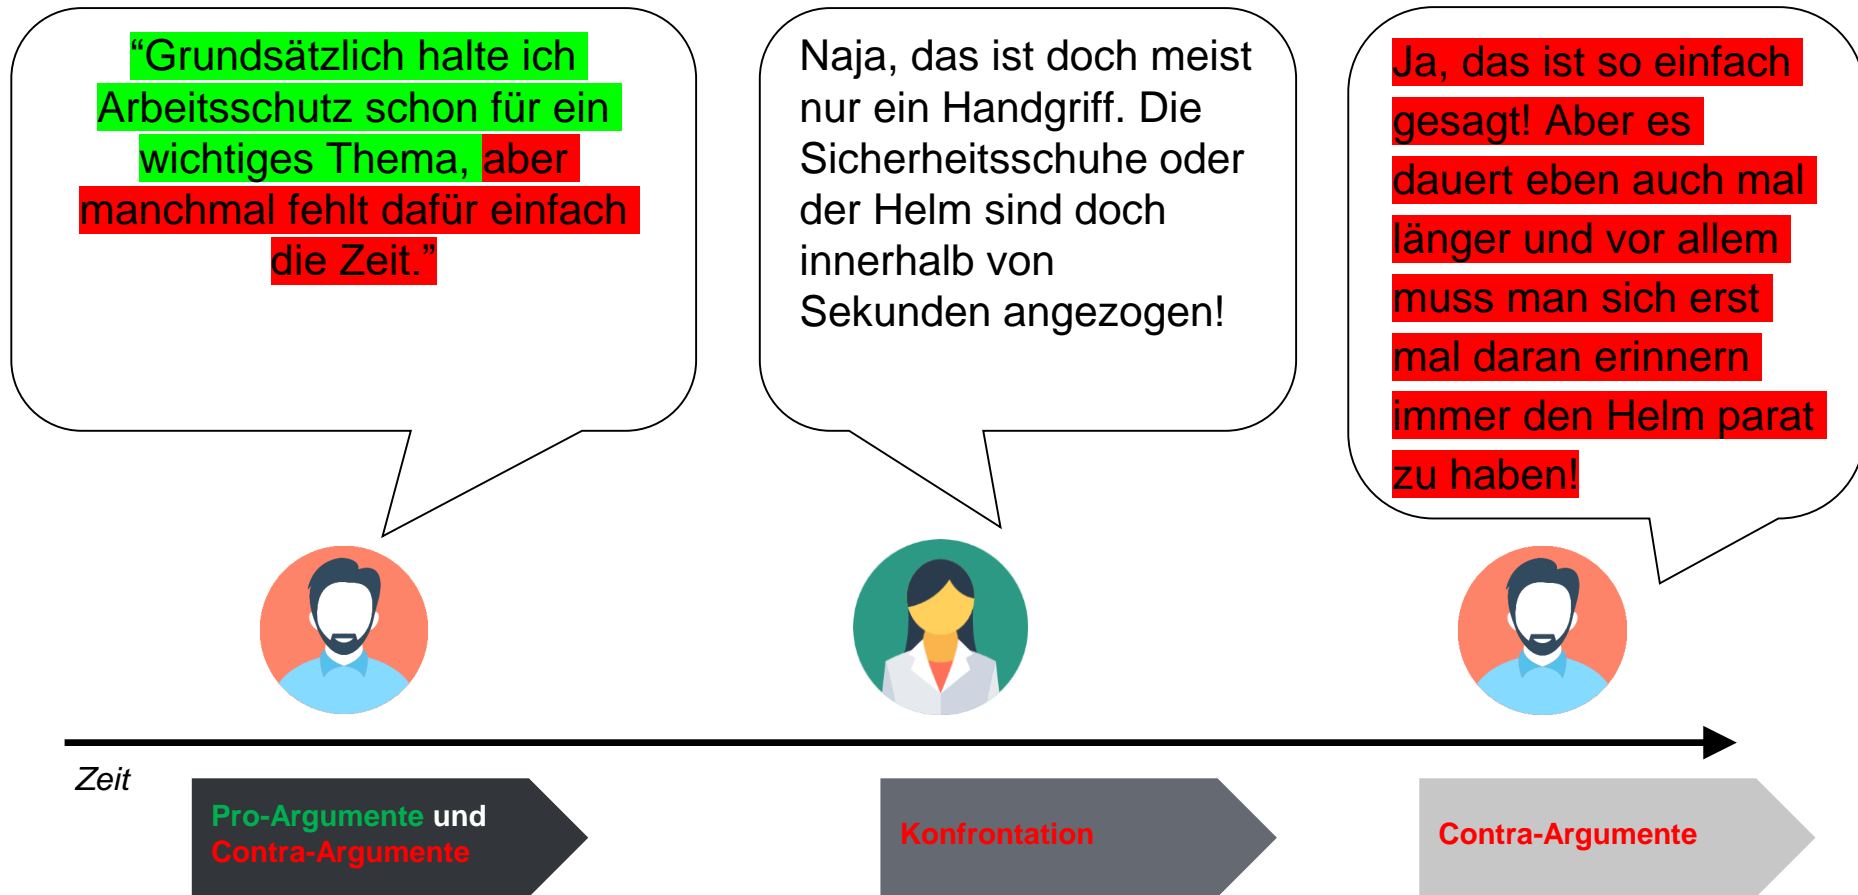 “Grundsätzlich halte ich
Arbeitsschutz schon für ein
wichtiges Thema, aber
manchmal fehlt dafür einfach
die Zeit.”
Naja, das ist doch meist
nur ein Handgriff. Die
Sicherheitsschuhe oder
der Helm sind doch
innerhalb von
Sekunden angezogen!
Ja, das ist so einfach
gesagt! Aber es
dauert eben auch mal
länger und vor allem
muss man sich erst
mal daran erinnern
immer den Helm parat
zu haben!
Zeit
Pro-Argumente und
Contra-Argumente
Konfrontation
Contra-Argumente